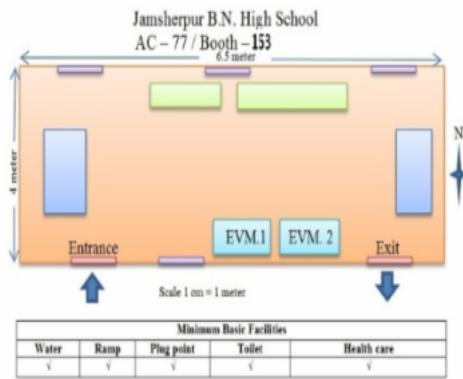 Jamsherpur B.N. High School
AC – 77 / Booth – 153
6.5 meter
4 meter
N
EVM.1 EVM. 2
Entrance Exit
Scale 1 cm = 1 meter
Minimum Basic Facilities
Water Ramp Plug point Toilet Health care
√ √ √ √ √